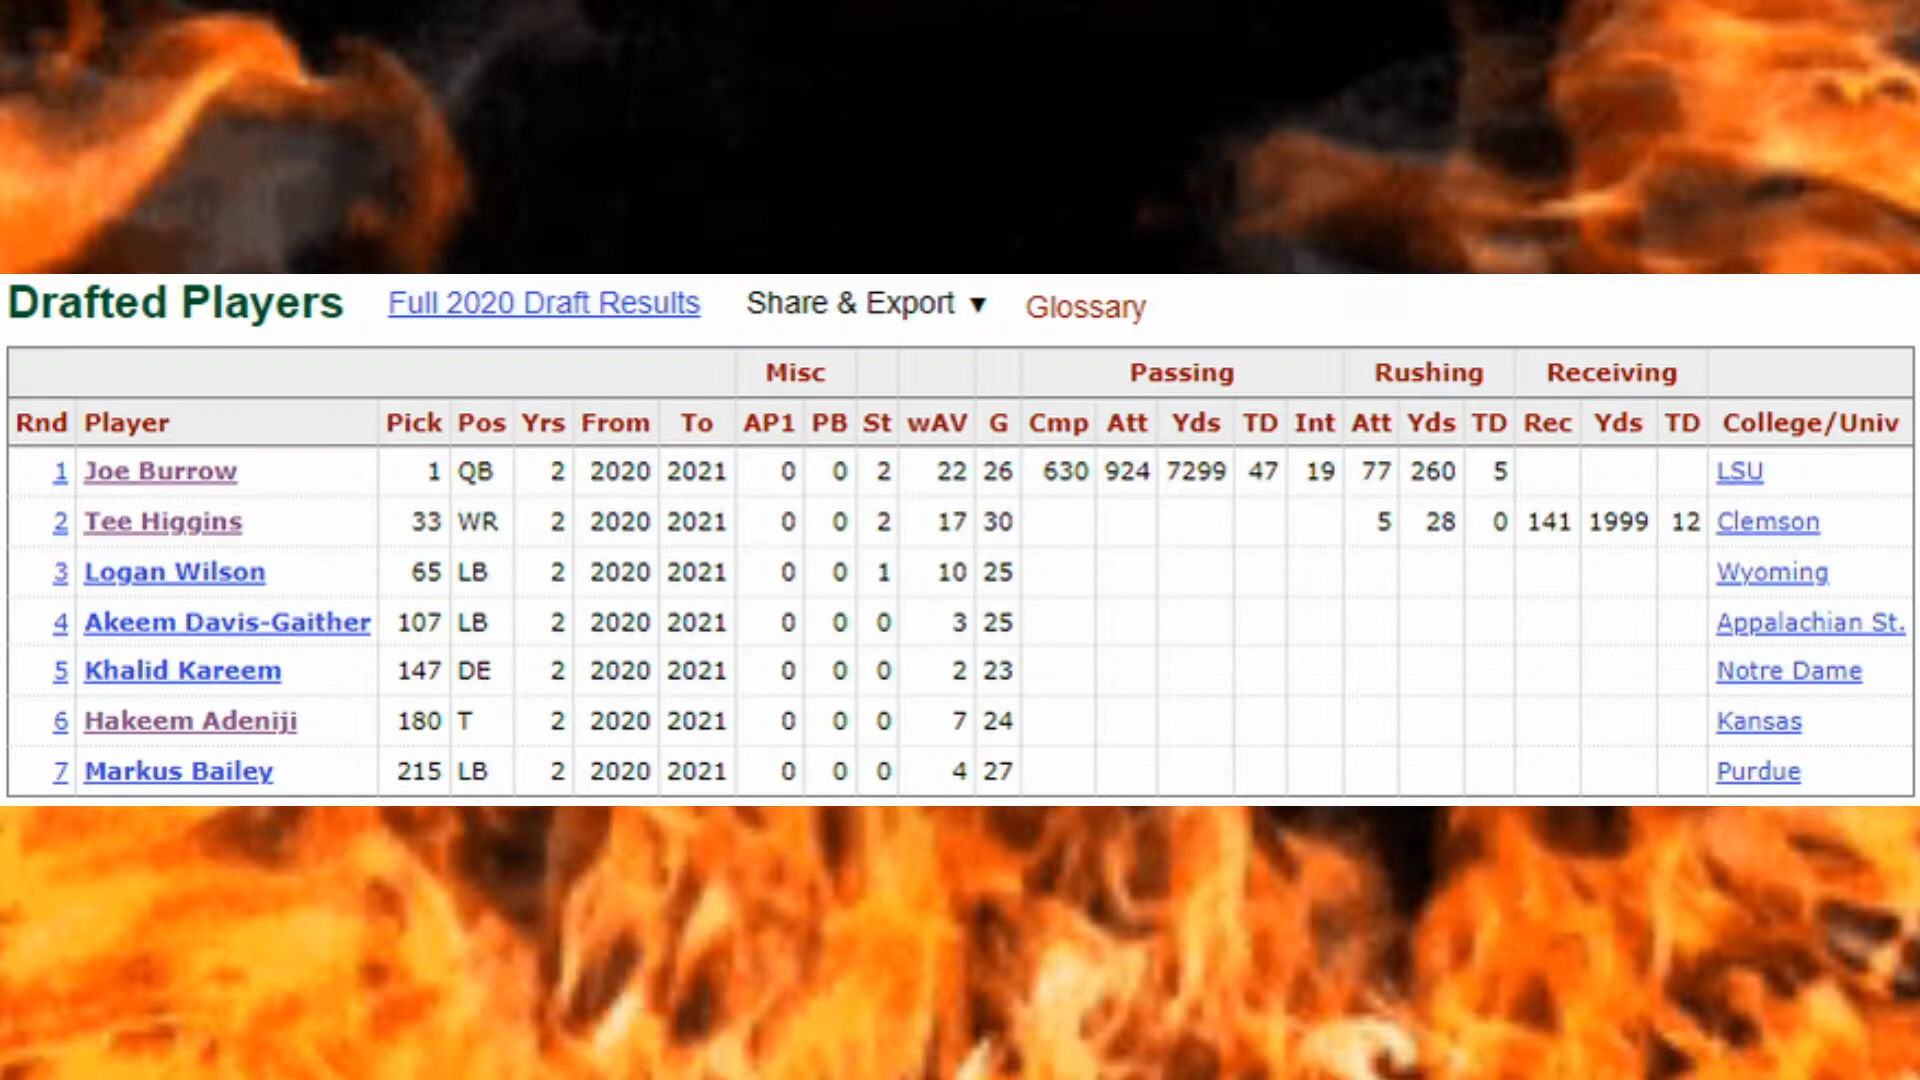 Drafted Players Full 2020 Draft Results Share & Export ▼ Glossary
Misc Passing Rushing Receiving
Rnd Player Pick Pos Yrs From To AP1 PB St wAV G Cmp Att Yds TD Int Att Yds TD Rec Yds TD College/Univ
1 Joe Burrow 1 QB 2 2020 2021 0 0 2 22 26 630 924 7299 47 19 77 260 5 LSU
2 Tee Higgins 33 WR 2 2020 2021 0 0 2 17 30 5 28 0 141 1999 12 Clemson
3 Logan Wilson 65 LB 2 2020 2021 0 0 1 10 25 Wyoming
4 Akeem Davis-Gaither 107 LB 2 2020 2021 0 0 0 3 25 Appalachian St.
5 Khalid Kareem 147 DE 2 2020 2021 0 0 0 2 23 Notre Dame
6 Hakeem Adeniji 180 T 2 2020 2021 0 0 0 7 24 Kansas
7 Markus Bailey 215 LB 2 2020 2021 0 0 0 4 27 Purdue